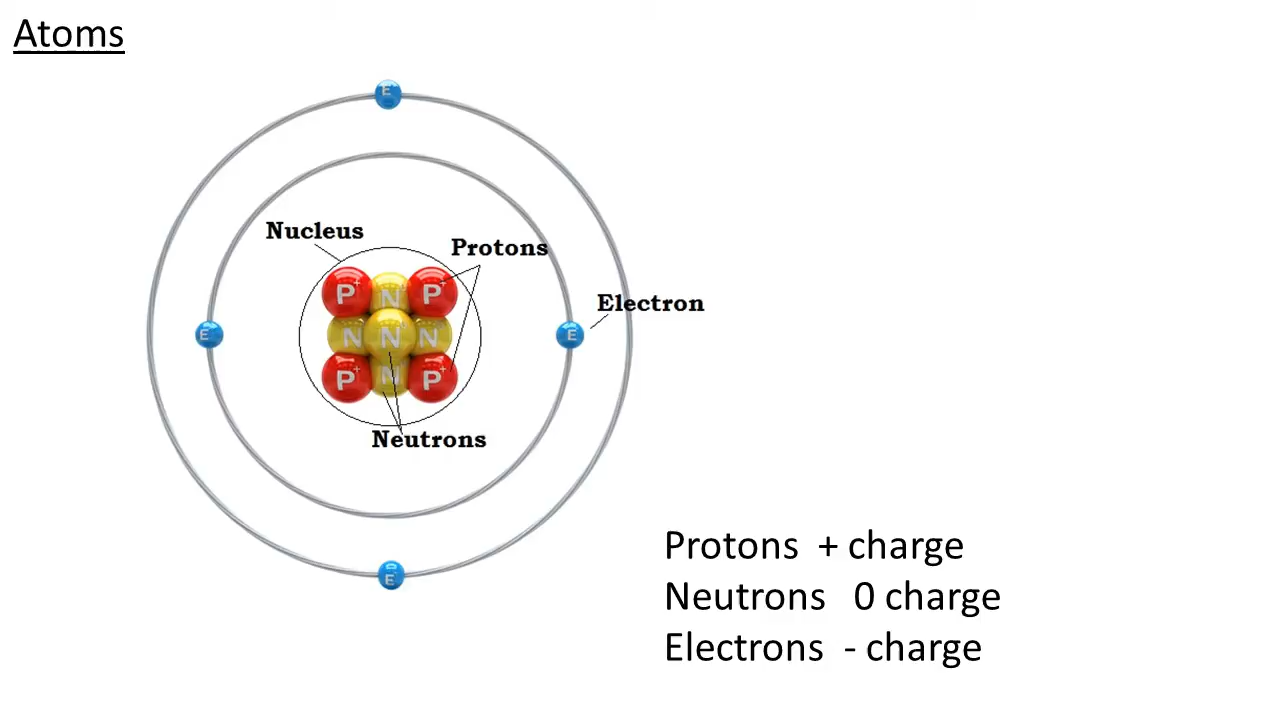 Atoms
E
Nucleus
Protons
P+ N P+
Electron
E N N N E
P+ N P+
Neutrons
Protons + charge
Neutrons 0 charge
E
Electrons - charge